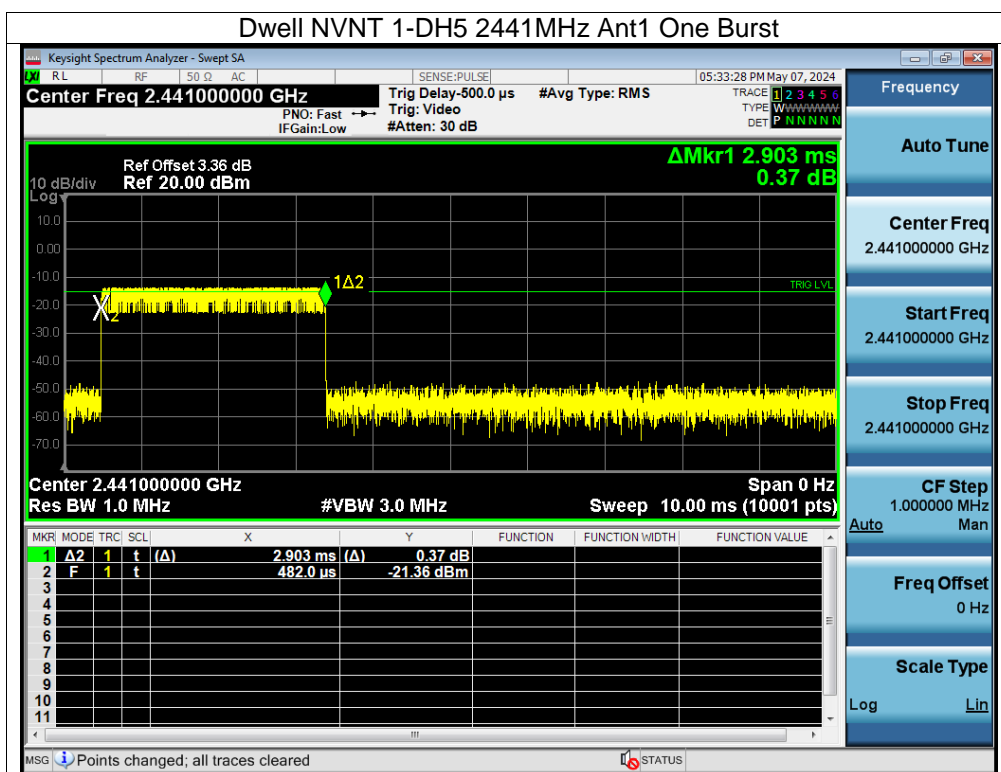 Dwell NVNT 1-DH5 2441MHz Ant1 One Burst
Keysight Spectrum Analyzer - Swept SA
LXI RL RF 50 Ω AC SENSE:PULSE 05:33:28 PM May 07, 2024
Center Freq 2.441000000 GHz Trig Delay-500.0 µs #Avg Type: RMS TRACE 1 2 3 4 5 6
PNO: Fast Trig: Video TYPE WWWWWWW
IFGain:Low #Atten: 30 dB DET P N N N N N
ΔMkr1 2.903 ms
0.37 dB
Ref Offset 3.36 dB
10 dB/div Ref 20.00 dBm
Log
10.0
0.00
-10.0
1Δ2
TRIG LVL
-20.0
X2
-30.0
-40.0
-50.0
-60.0
-70.0
Center 2.441000000 GHz Span 0 Hz
Res BW 1.0 MHz #VBW 3.0 MHz Sweep 10.00 ms (10001 pts)
MKR MODE TRC SCL X Y FUNCTION FUNCTION WIDTH FUNCTION VALUE
1 Δ2 1 t (Δ) 2.903 ms (Δ) 0.37 dB
2 F 1 t 482.0 µs -21.36 dBm
3
4
5
6
7
8
9
10
11
MSG Points changed; all traces cleared STATUS
Frequency
Auto Tune
Center Freq
2.441000000 GHz
Start Freq
2.441000000 GHz
Stop Freq
2.441000000 GHz
CF Step
1.000000 MHz
Auto Man
Freq Offset
0 Hz
Scale Type
Log Lin